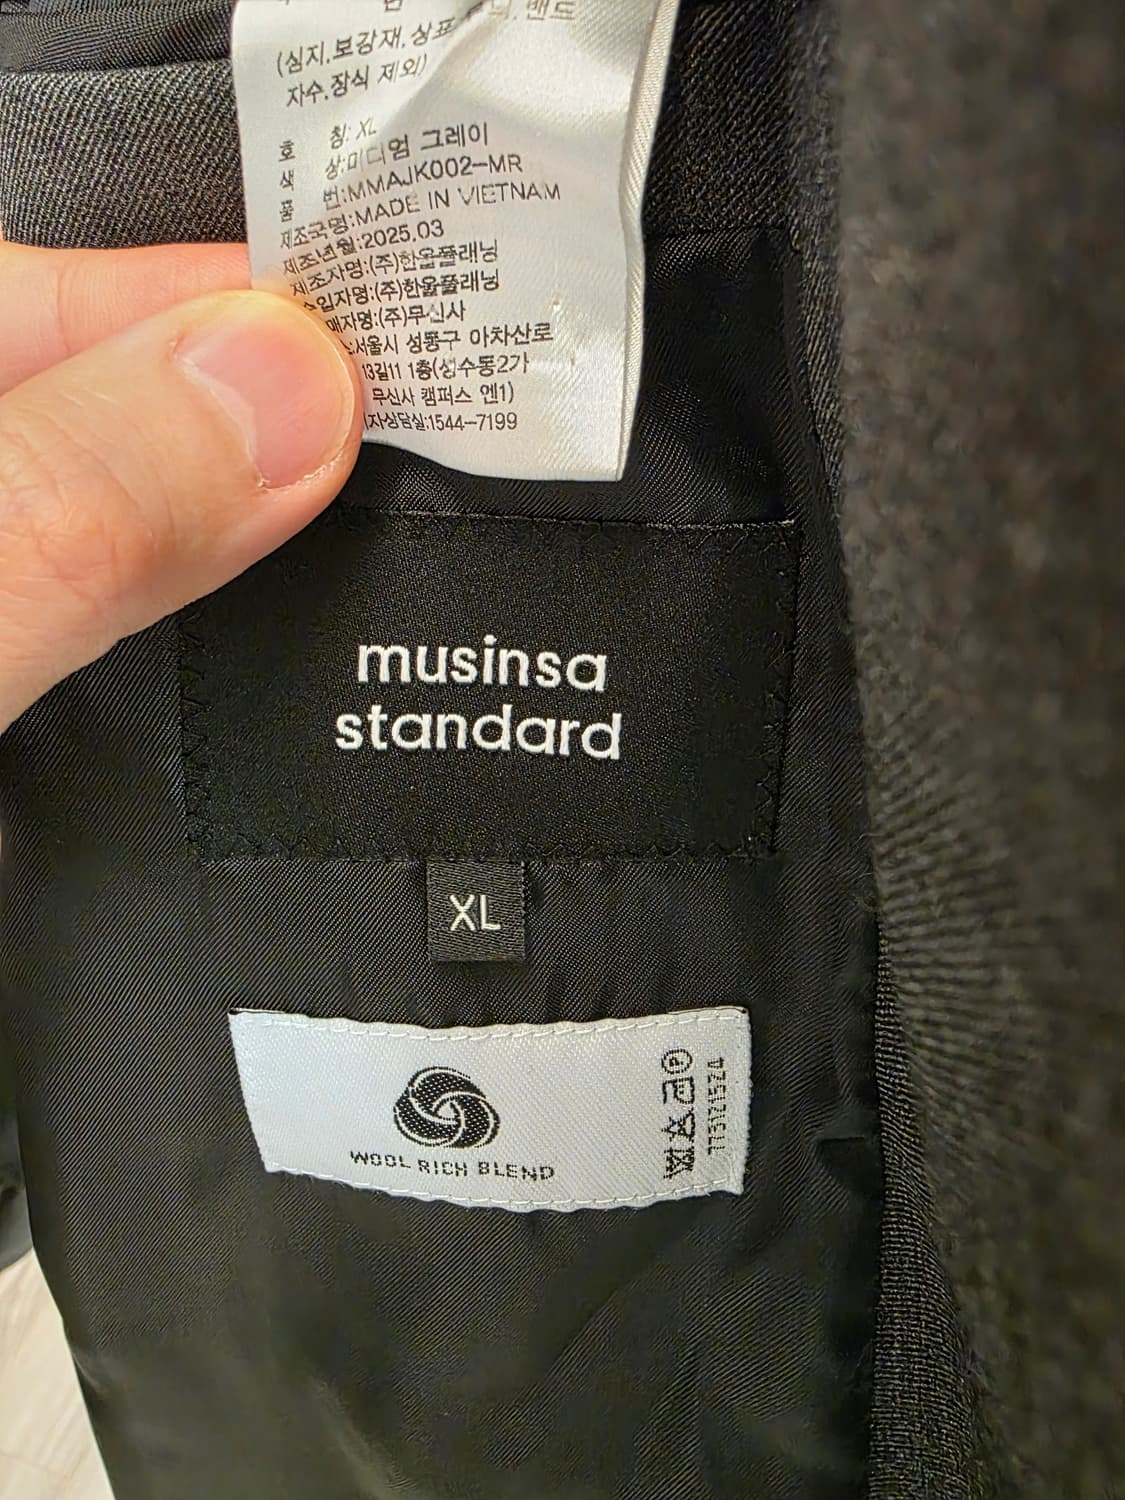 (심지.보강재.상표
자수.장식 제외)
호 칭: XL
색 상:미디엄 그레이
품 번:MMAJK002-MR
제조국명:MADE IN VIETNAM
제조년월:2025.03
제조자명:(주)한올플래닝
수입자명:(주)한올플래닝
매자명:(주)무신사
:서울시 성동구 아차산로
13길11 1층(성수동2가
무신사 캠퍼스 엔1)
자상담실:1544-7199
musinsa
standard
XL
WOOL RICH BLEND
773121524